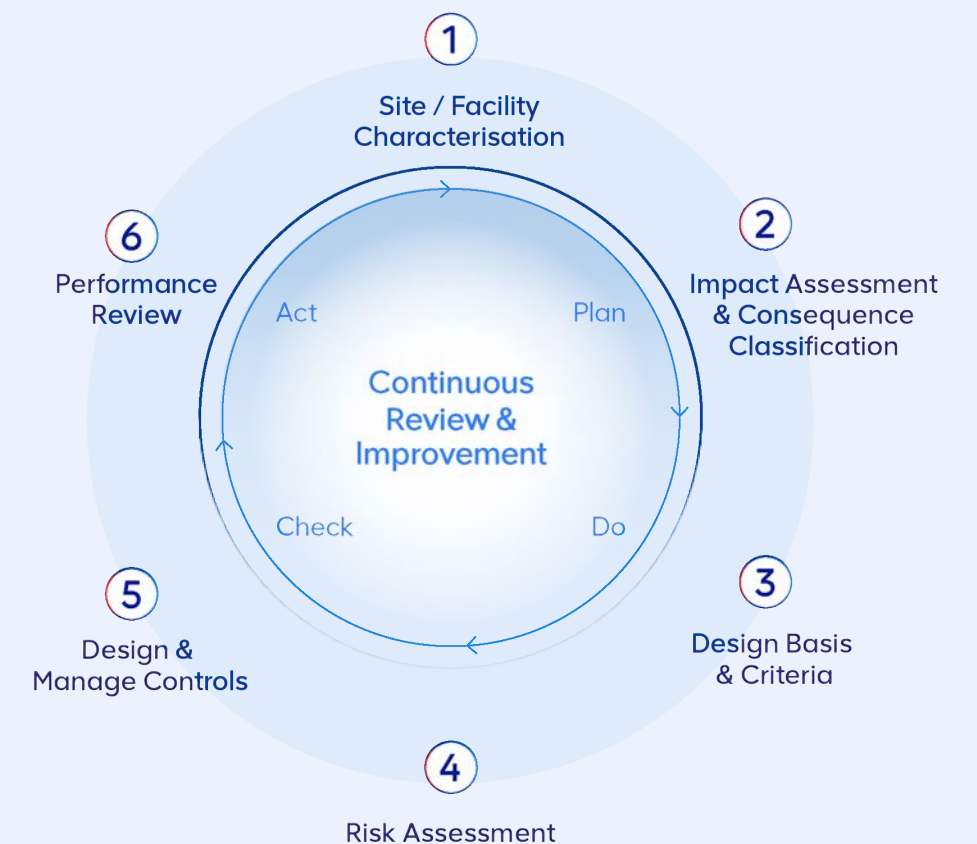 1
Site / Facility
Characterisation
2
Impact Assessment
& Consequence
Classification
3
Design Basis
& Criteria
4
Risk Assessment
5
Design &
Manage Controls
6
Performance
Review
Act
Plan
Continuous
Review &
Improvement
Check
Do